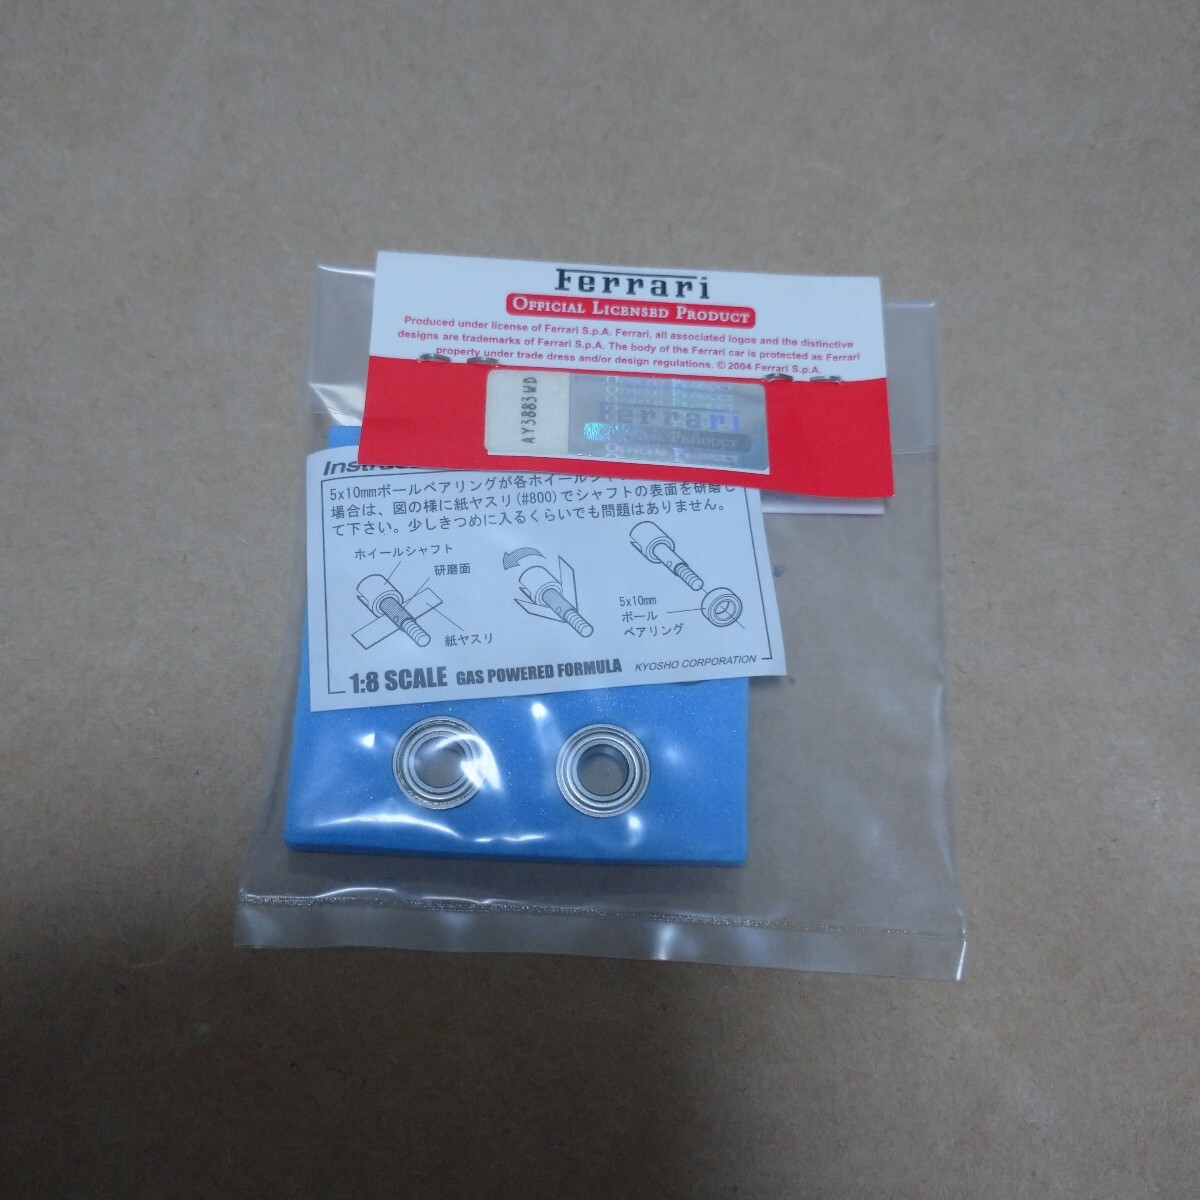 Ferrari
OFFICIAL LICENSED PRODUCT
Produced under license of Ferrari S.p.A. Ferrari, all associated logos and the distinctive
designs are trademarks of Ferrari S.p.A. The body of the Ferrari car is protected as Ferrari
property under trade dress and/or design regulations. © 2004 Ferrari S.p.A.
AY3883WD
Ferrari
5x10mmボールベアリングが各ホイールシャ
場合は、図の様に紙ヤスリ(#800)でシャフトの表面を研磨し
て下さい。少しきつめに入るくらいでも問題はありません。
ホイールシャフト
研磨面
紙ヤスリ
5x10mm
ボール
ベアリング
1:8 SCALE GAS POWERED FORMULA KYOSHO CORPORATION